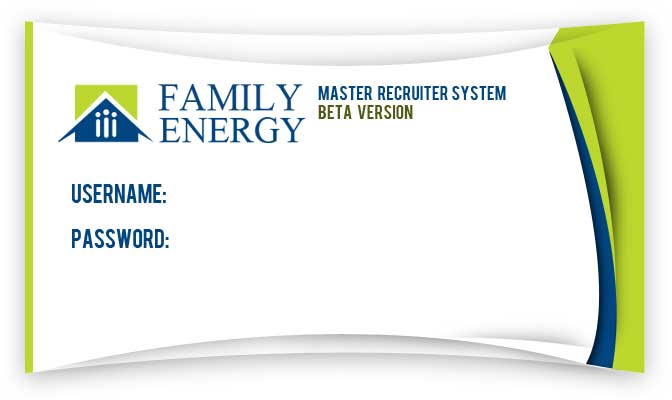 FAMILY
ENERGY
MASTER RECRUITER SYSTEM
BETA VERSION
USERNAME:
PASSWORD: